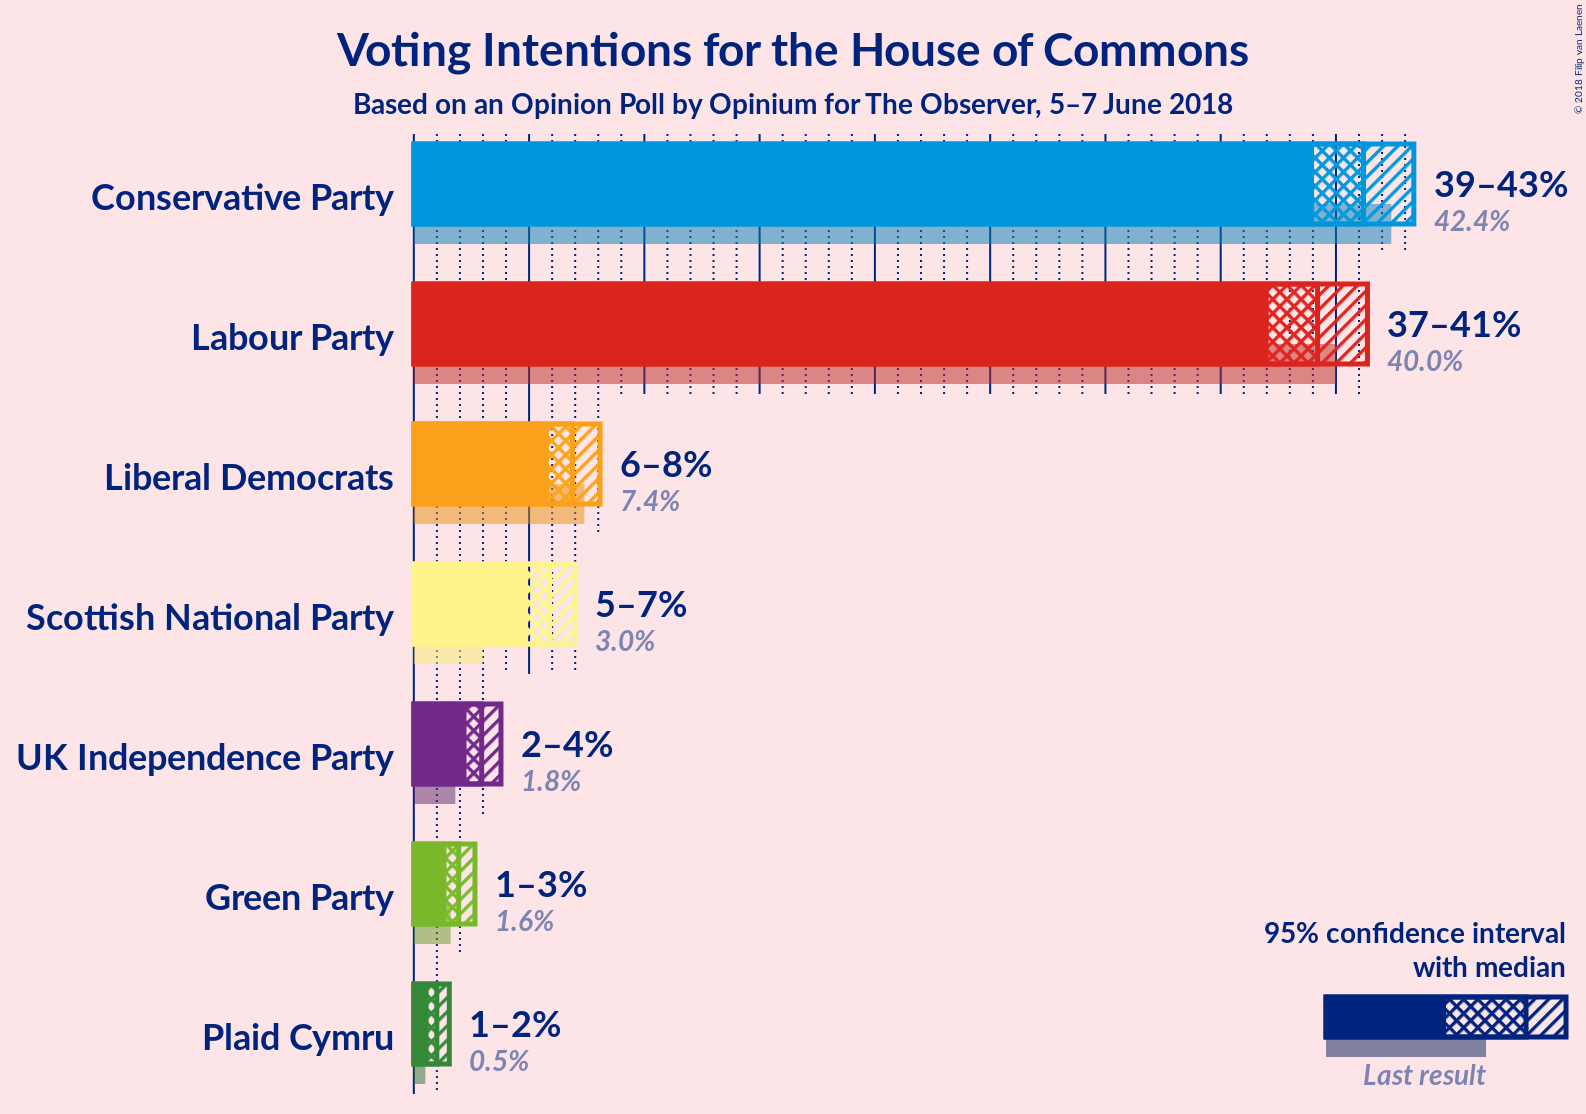 Voting Intentions for the House of Commons
Based on an Opinion Poll by Opinium for The Observer, 5–7 June 2018
© 2018 Filip van Laenen
Conservative Party
39–43%
42.4%
Labour Party
37–41%
40.0%
Liberal Democrats
6–8%
7.4%
Scottish National Party
5–7%
3.0%
UK Independence Party
2–4%
1.8%
Green Party
1–3%
1.6%
Plaid Cymru
1–2%
0.5%
95% confidence interval
with median
Last result